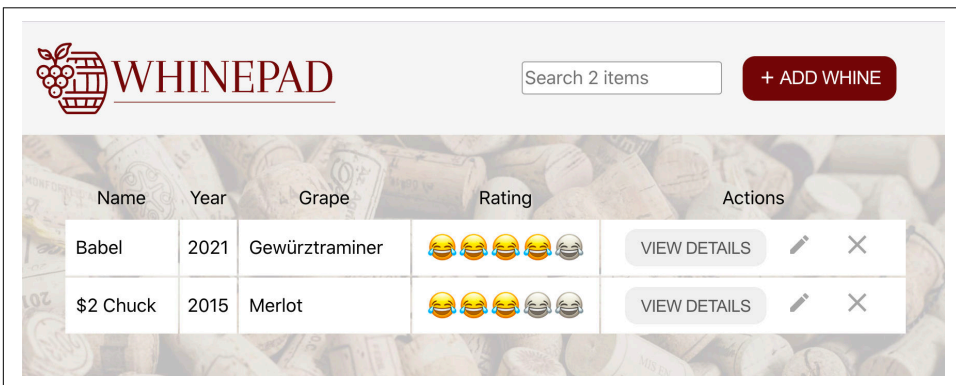 WHINEPAD
Search 2 items
+ ADD WHINE
Name Year Grape Rating Actions
Babel 2021 Gewürztraminer 😂😂😂😂😂 VIEW DETAILS
$2 Chuck 2015 Merlot 😂😂😂😂😂 VIEW DETAILS